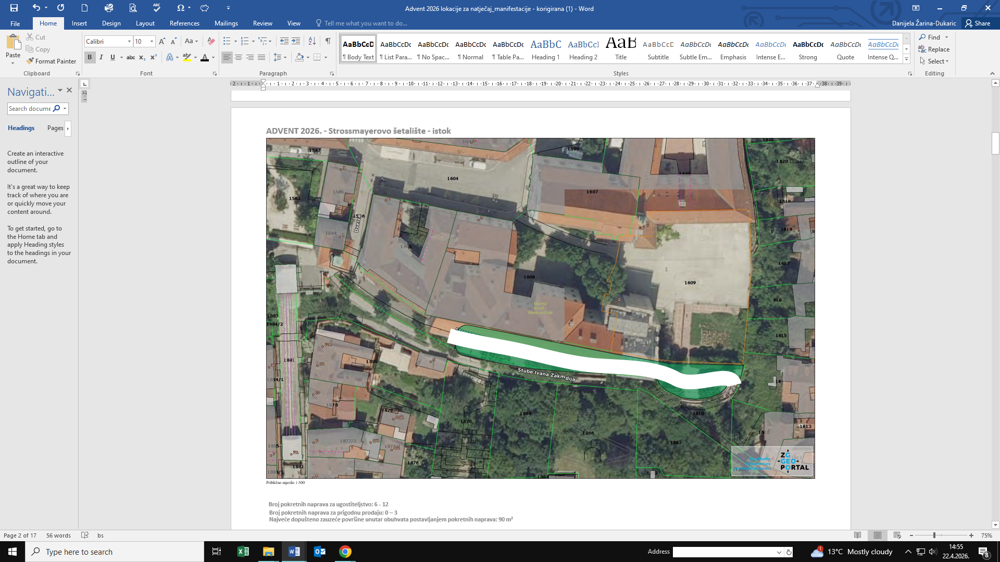 Advent 2026 lokacije za natječaj_manifestacije - korigirana (1) - Word
File
Home
Insert
Design
Layout
References
Mailings
Review
View
Tell me what you want to do...
Danijela Žarina-Dukaric
Share
Paste
Cut
Copy
Format Painter
Clipboard
Calibri
10
Font
Paragraph
AaBbCcD
¶ Body Text
AaBbCcDc
¶ List Para...
AaBbCcDc
¶ No Spac...
AaBbCcDc
¶ Normal
AaBbCcDc
¶ Table Pa...
AaBbC
Heading 1
AaBbCcI
Heading 2
AaB
Title
AaBbCcD
Subtitle
AaBbCcDc
Subtle Em...
AaBbCcDc
Emphasis
AaBbCcDc
Intense E...
AaBbCcDc
Strong
AaBbCcDc
Quote
AaBbCcDc
Intense Q...
Styles
Find
Replace
Select
Editing
Navigati...
Search docume
Headings
Pages
Create an interactive
outline of your
document.
It's a great way to keep
track of where you are
or quickly move your
content around.
To get started, go to
the Home tab and
apply Heading styles
to the headings in your
document.
ADVENT 2026. - Strossmayerovo šetalište - istok
1567
1599
1620
1604
1565
1563
1607
1618
Dverce
1564
1617
1606
1609
616
1883
1884/2
1615
1881
1880
Stube Ivana Zakmardija
1878
1879
1869
1870
1610
1866
1863
1613
1877/2
1876
1882
ZG
-GEO-
PORTAL
Približno mjerilo 1:500
Broj pokretnih naprava za ugostiteljstvo: 6 - 12
Broj pokretnih naprava za prigodnu prodaju: 0 – 3
Najveće dopušteno zauzeće površine unutar obuhvata postavljanjem pokretnih naprava: 90 m²
Page 2 of 17
56 words
bs
75%
Type here to search
Address
13°C Mostly cloudy
14:55
22.4.2026.
8